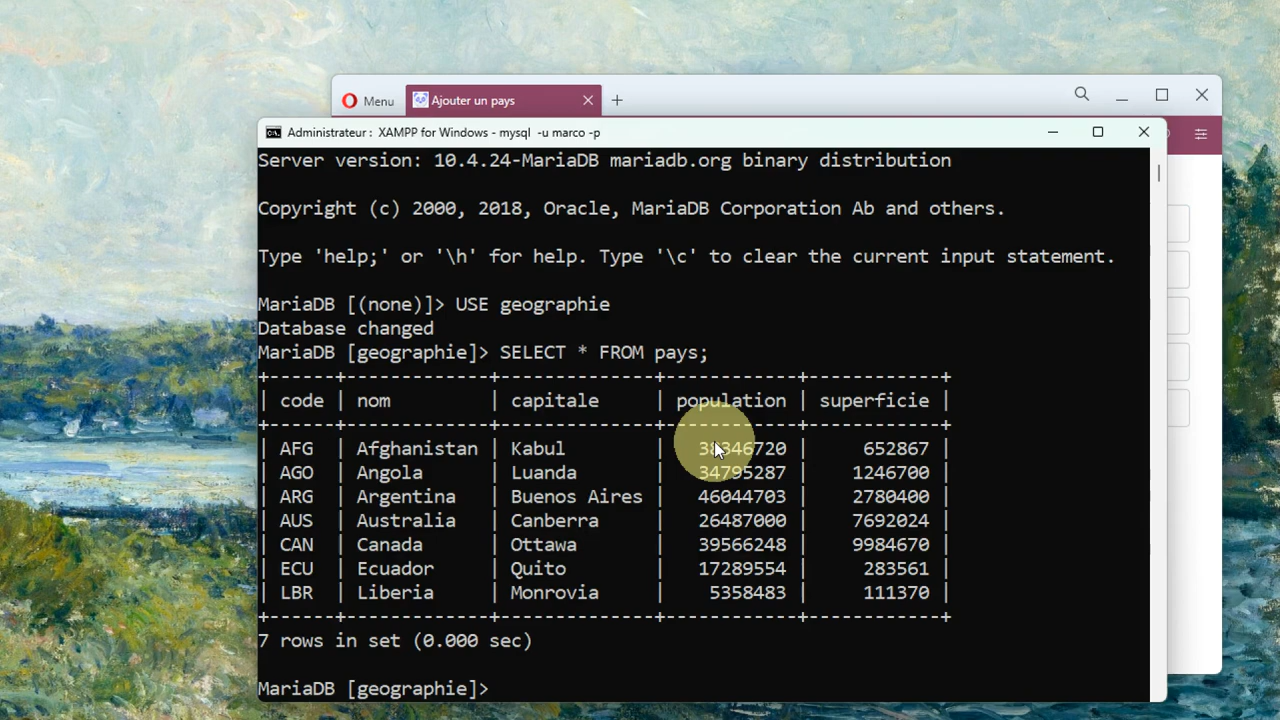 Menu
Ajouter un pays
Administrateur : XAMPP for Windows - mysql -u marco -p
Server version: 10.4.24-MariaDB mariadb.org binary distribution
Copyright (c) 2000, 2018, Oracle, MariaDB Corporation Ab and others.
Type 'help;' or '\h' for help. Type '\c' to clear the current input statement.
MariaDB [(none)]> USE geographie
Database changed
MariaDB [geographie]> SELECT * FROM pays;
+------+-------------+--------------+------------+------------+
| code | nom         | capitale     | population | superficie |
+------+-------------+--------------+------------+------------+
| AFG  | Afghanistan | Kabul        |   38346720 |     652867 |
| AGO  | Angola      | Luanda       |   34795287 |    1246700 |
| ARG  | Argentina   | Buenos Aires |   46044703 |    2780400 |
| AUS  | Australia   | Canberra     |   26487000 |    7692024 |
| CAN  | Canada      | Ottawa       |   39566248 |    9984670 |
| ECU  | Ecuador     | Quito        |   17289554 |     283561 |
| LBR  | Liberia     | Monrovia     |    5358483 |     111370 |
+------+-------------+--------------+------------+------------+
7 rows in set (0.000 sec)
MariaDB [geographie]>